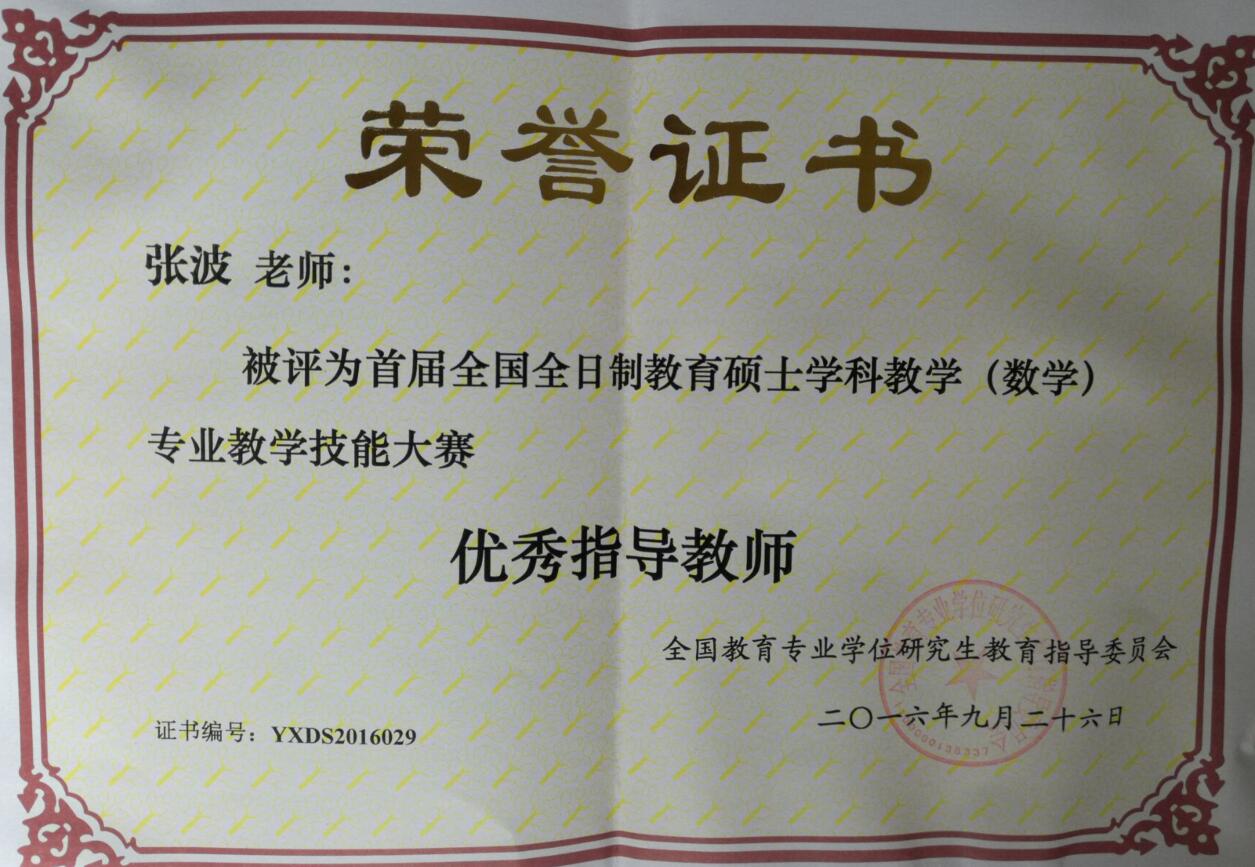 荣誉证书
张波 老师：
被评为首届全国全日制教育硕士学科教学（数学）
专业教学技能大赛
优秀指导教师
全国教育专业学位研究生教育指导委员会
二〇一六年九月二十六日
证书编号：YXDS2016029